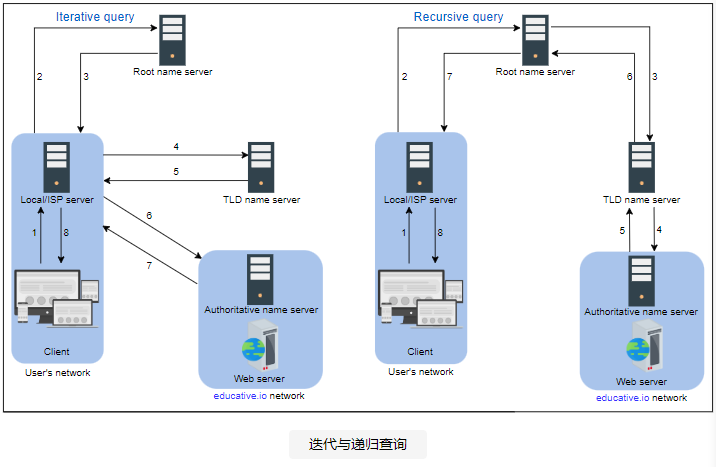 Iterative query
2
3
Root name server
4
5
Local/ISP server
TLD name server
1
8
6
7
Authoritative name server
Client
Web server
User's network
educative.io network
Recursive query
2
7
6
3
Root name server
Local/ISP server
TLD name server
1
8
5
4
Authoritative name server
Client
Web server
User's network
educative.io network
迭代与递归查询